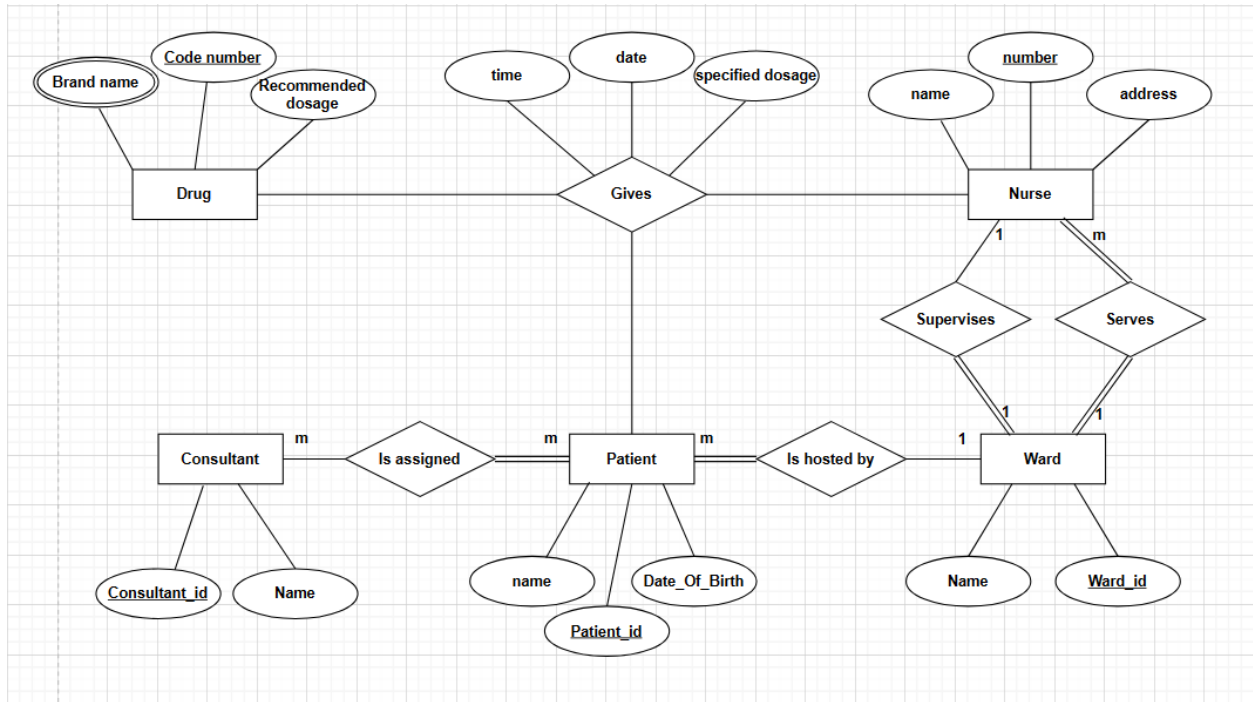 Code number
Brand name
Recommended
dosage
time
date
specified dosage
number
name
address
Drug
Gives
Nurse
1
m
Supervises
Serves
1
1
Consultant
m
Is assigned
m
Patient
m
Is hosted by
1
Ward
Consultant_id
Name
name
Patient_id
Date_Of_Birth
Name
Ward_id